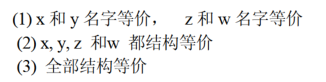 (1) x 和 y 名字等价， z 和 w 名字等价
(2) x, y, z 和w 都结构等价
(3) 全部结构等价